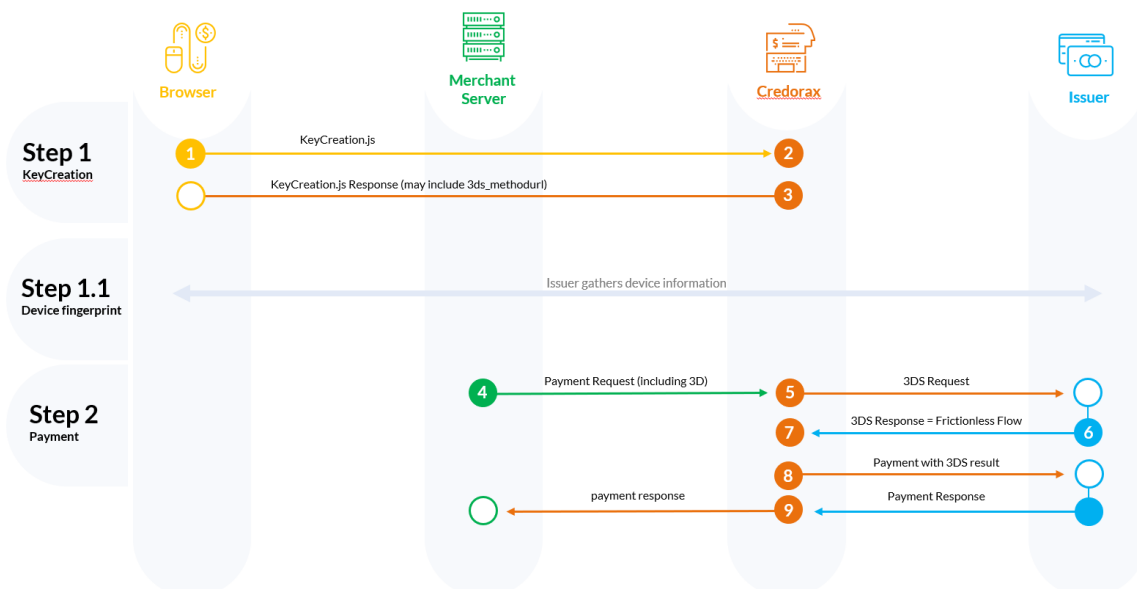 Browser
Merchant
Server
Credorax
Issuer
Step 1
KeyCreation
KeyCreation.js
1
2
KeyCreation.js Response (may include 3ds_methodurl)
3
Step 1.1
Device fingerprint
Issuer gathers device information
Step 2
Payment
4
Payment Request (including 3D)
5
3DS Request
7
3DS Response = Frictionless Flow
6
8
Payment with 3DS result
payment response
9
Payment Response